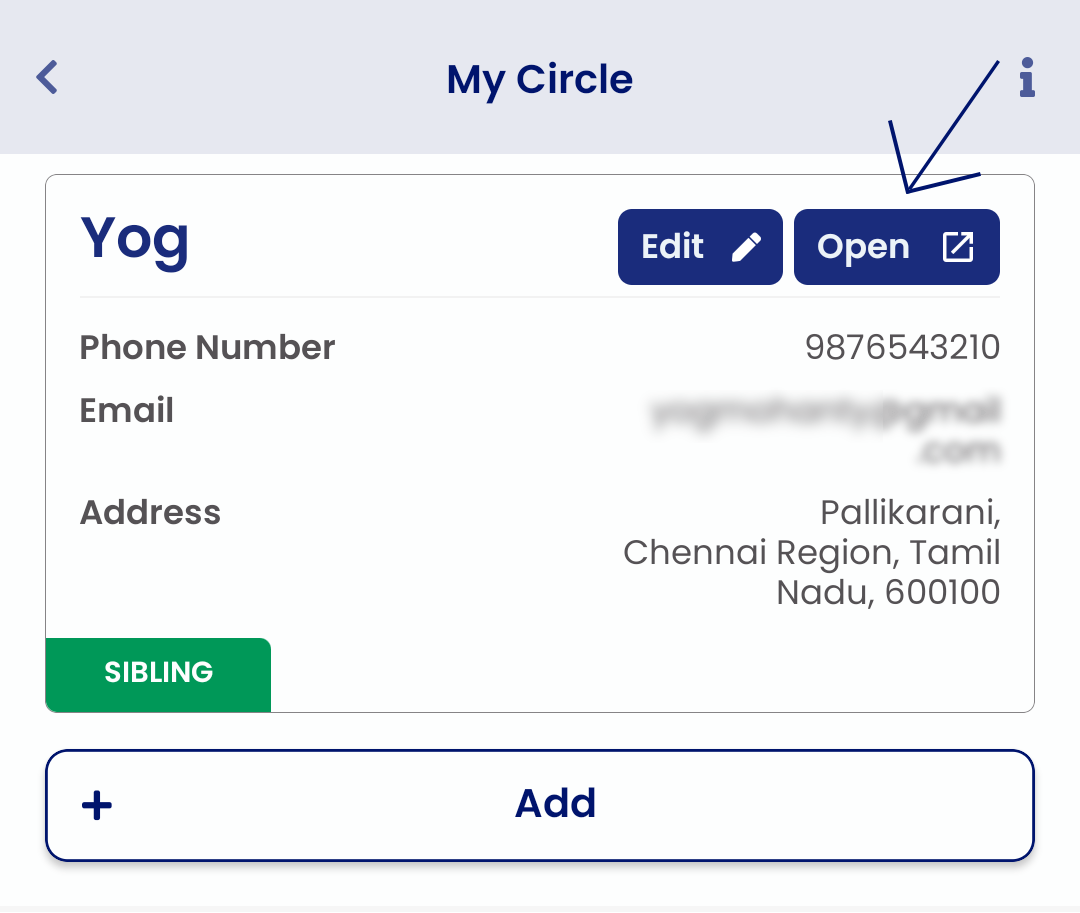 My Circle
Yog
Edit
Open
Phone Number 9876543210
Email
Address Pallikarani,
Chennai Region, Tamil
Nadu, 600100
SIBLING
Add